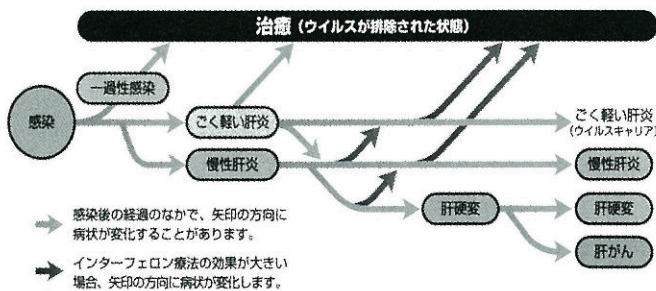 治癒（ウイルスが排除された状態）
一過性感染
感染
ごく軽い肝炎
ごく軽い肝炎
（ウイルスキャリア）
慢性肝炎
慢性肝炎
肝硬変
肝硬変
肝がん
感染後の経過のなかで、矢印の方向に
病状が変化することがあります。
インターフェロン療法の効果が大きい
場合、矢印の方向に病状が変化します。